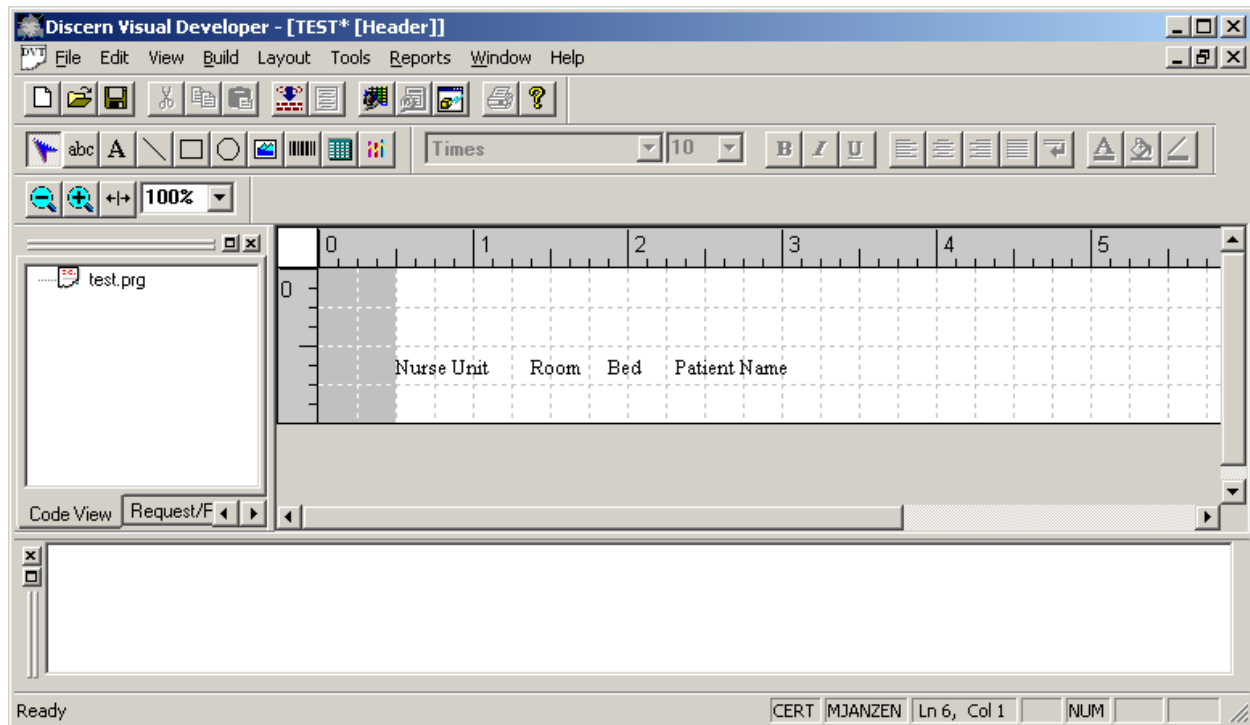 Discern Visual Developer - [TEST* [Header]]
File Edit View Build Layout Tools Reports Window Help
abc A Times 10 B I U A
100%
0 1 2 3 4 5
test.prg
0
Nurse Unit Room Bed Patient Name
Code View Request/F
Ready CERT MJANZEN Ln 6, Col 1 NUM